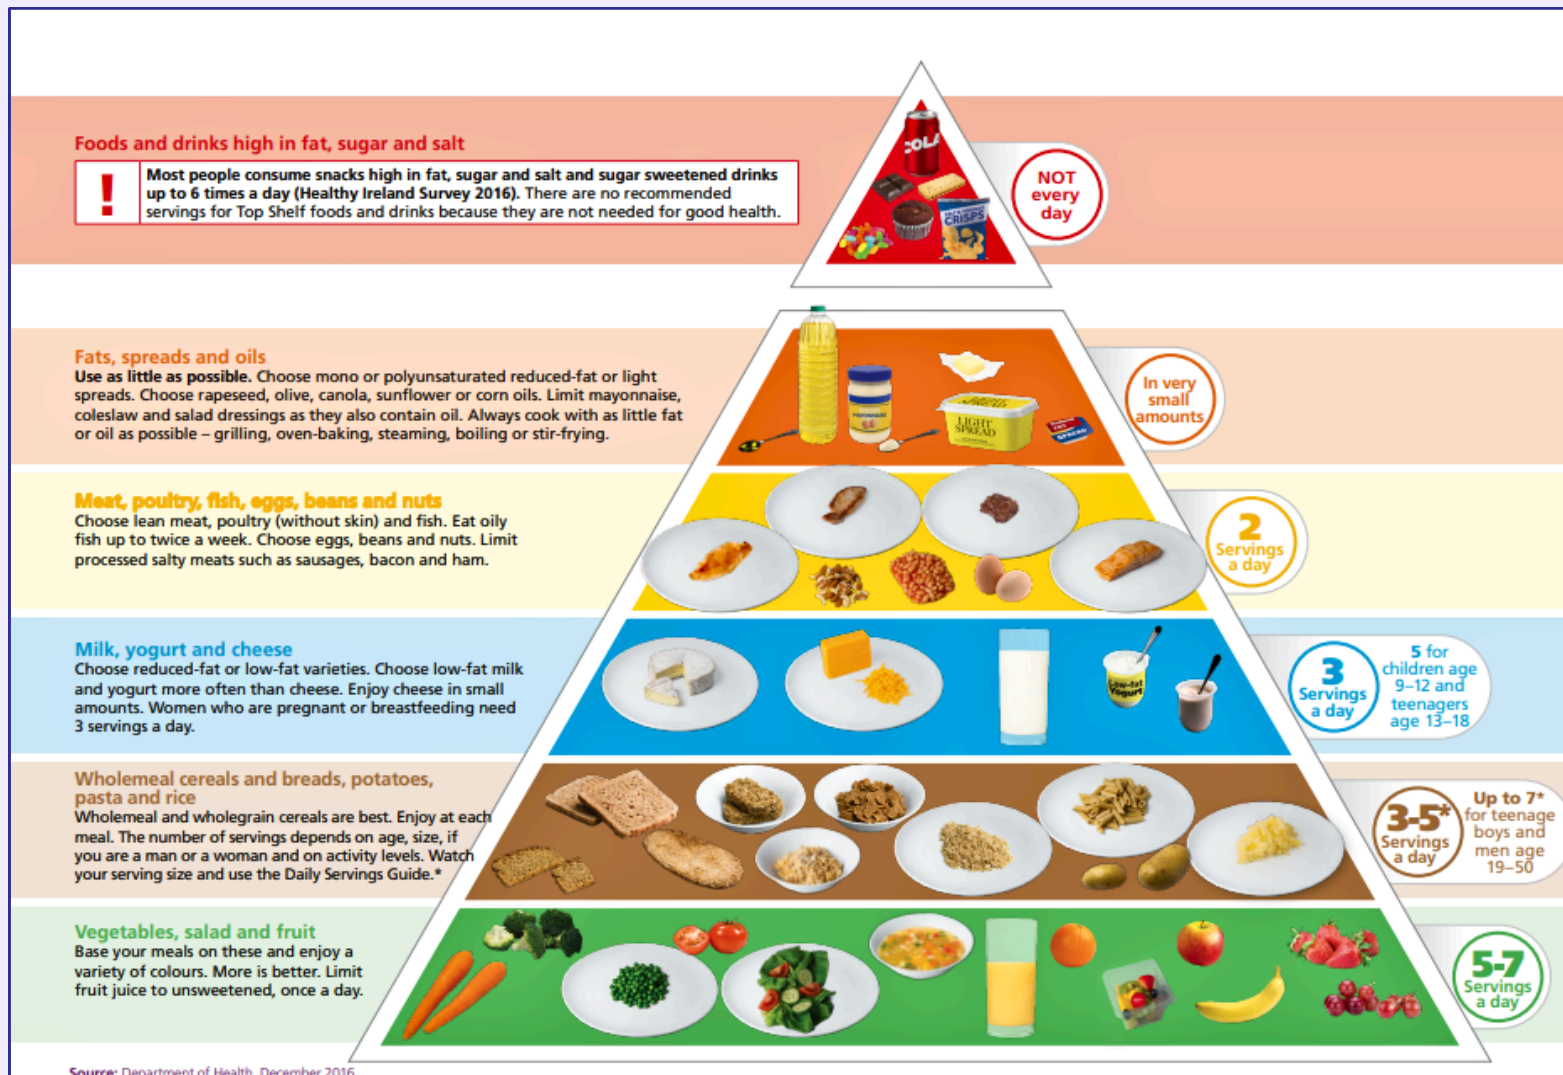 Foods and drinks high in fat, sugar and salt
!
Most people consume snacks high in fat, sugar and salt and sugar sweetened drinks
up to 6 times a day (Healthy Ireland Survey 2016). There are no recommended
servings for Top Shelf foods and drinks because they are not needed for good health.
COLA
CRISPS
NOT
every
day
Fats, spreads and oils
Use as little as possible. Choose mono or polyunsaturated reduced-fat or light
spreads. Choose rapeseed, olive, canola, sunflower or corn oils. Limit mayonnaise,
coleslaw and salad dressings as they also contain oil. Always cook with as little fat
or oil as possible – grilling, oven-baking, steaming, boiling or stir-frying.
LIGHT
SPREAD
SPREAD
In very
small
amounts
Meat, poultry, fish, eggs, beans and nuts
Choose lean meat, poultry (without skin) and fish. Eat oily
fish up to twice a week. Choose eggs, beans and nuts. Limit
processed salty meats such as sausages, bacon and ham.
2
Servings
a day
Milk, yogurt and cheese
Choose reduced-fat or low-fat varieties. Choose low-fat milk
and yogurt more often than cheese. Enjoy cheese in small
amounts. Women who are pregnant or breastfeeding need
3 servings a day.
Low-fat
Yogurt
3
Servings
a day
5 for
children age
9–12 and
teenagers
age 13–18
Wholemeal cereals and breads, potatoes,
pasta and rice
Wholemeal and wholegrain cereals are best. Enjoy at each
meal. The number of servings depends on age, size, if
you are a man or a woman and on activity levels. Watch
your serving size and use the Daily Servings Guide.*
3-5*
Servings
a day
Up to 7*
for teenage
boys and
men age
19–50
Vegetables, salad and fruit
Base your meals on these and enjoy a
variety of colours. More is better. Limit
fruit juice to unsweetened, once a day.
5-7
Servings
a day
Source: Department of Health, December 2016